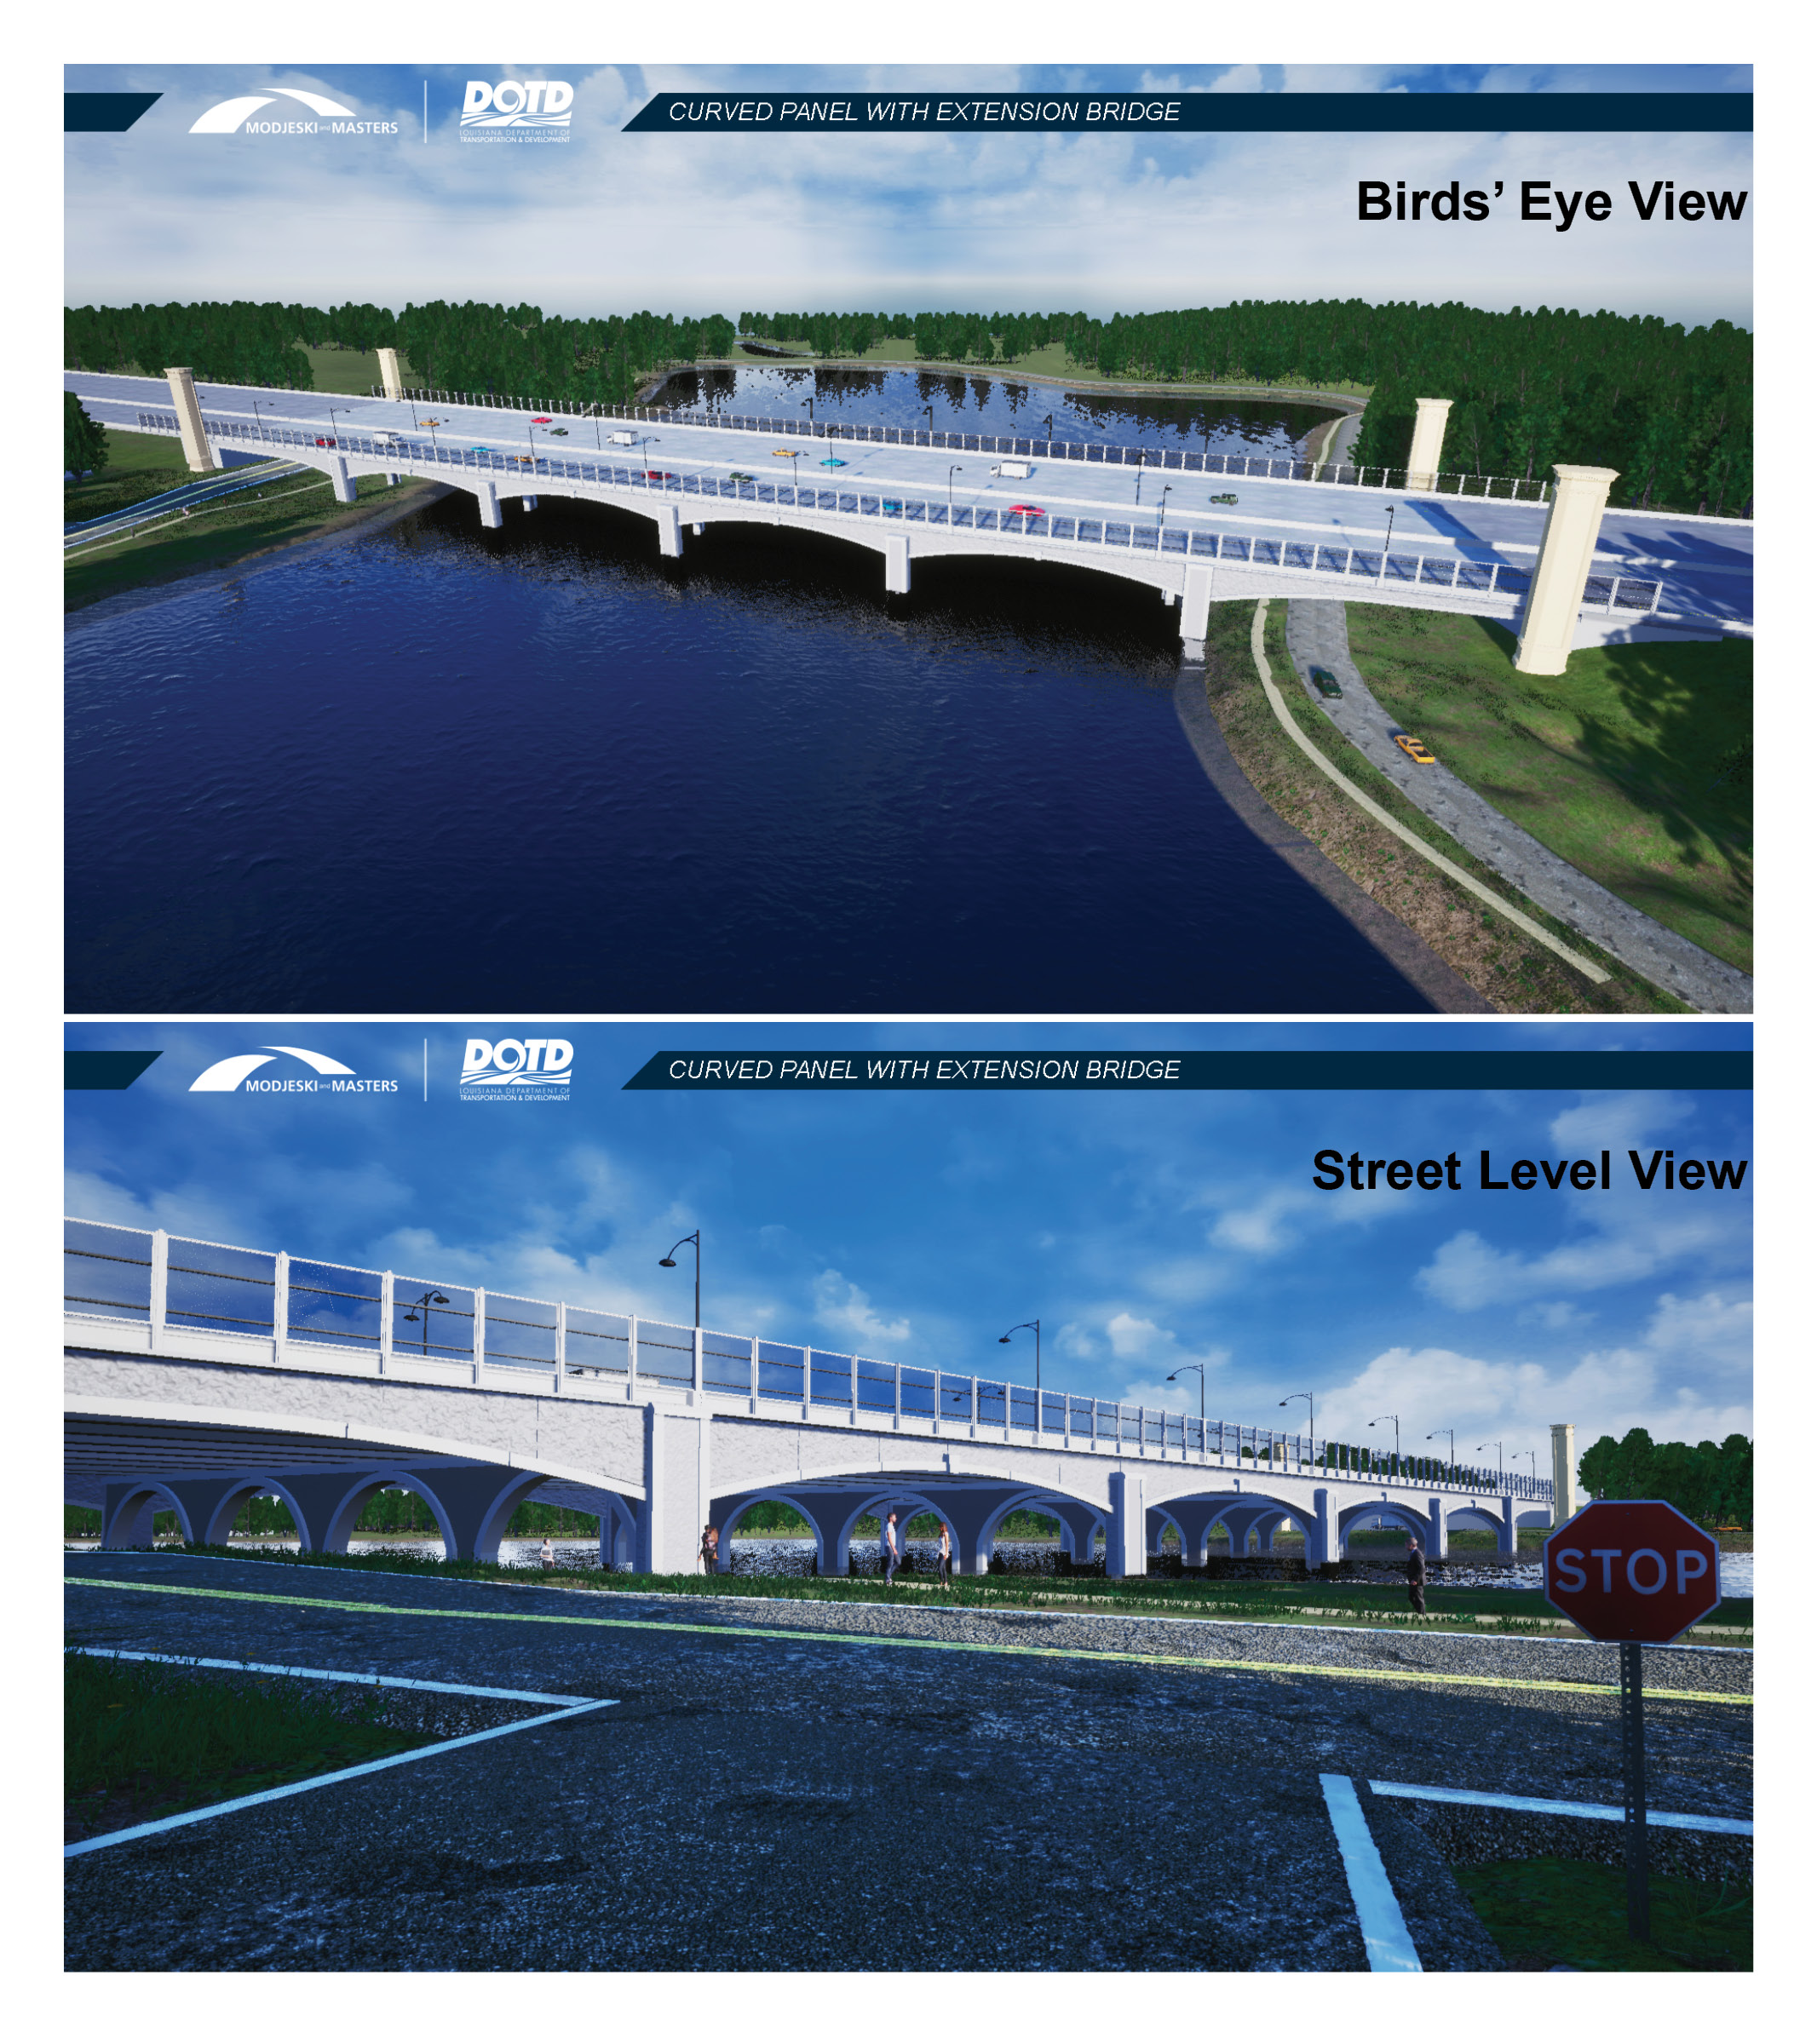 MODJESKI and MASTERS
DOTD
LOUISIANA DEPARTMENT OF
TRANSPORTATION & DEVELOPMENT
CURVED PANEL WITH EXTENSION BRIDGE
Birds’ Eye View
MODJESKI and MASTERS
DOTD
LOUISIANA DEPARTMENT OF
TRANSPORTATION & DEVELOPMENT
CURVED PANEL WITH EXTENSION BRIDGE
Street Level View
STOP